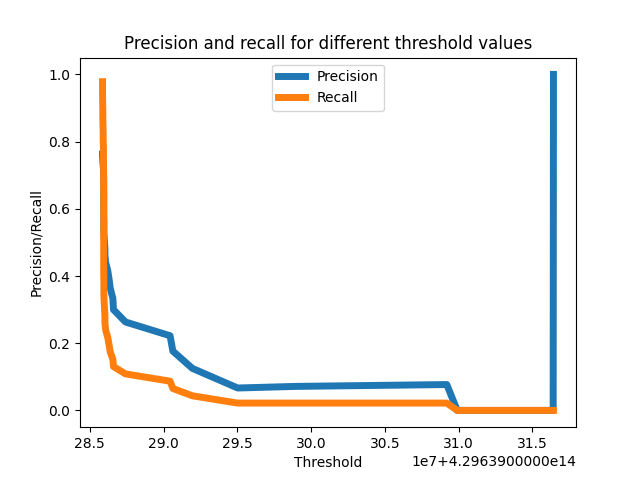 Precision and recall for different threshold values
Precision
Recall
1.0
0.8
0.6
0.4
0.2
0.0
Precision/Recall
28.5 29.0 29.5 30.0 30.5 31.0 31.5
Threshold
1e7+4.2963900000e14